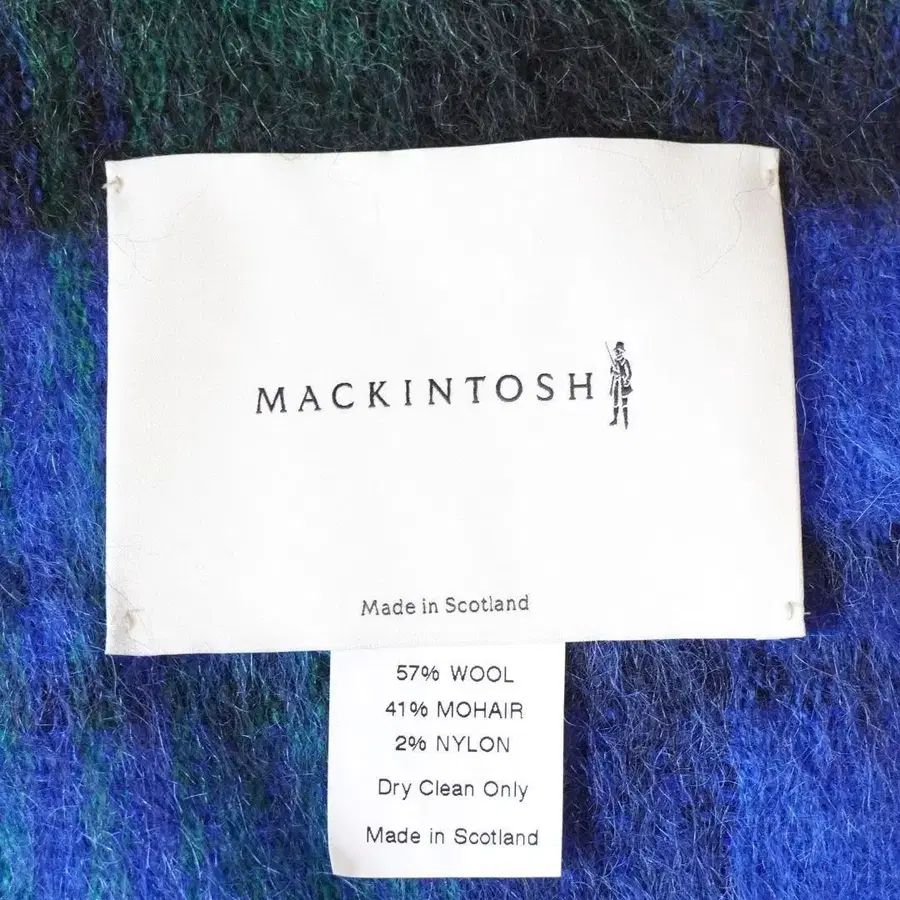 MACKINTOSH
Made in Scotland
57% WOOL
41% MOHAIR
2% NYLON
Dry Clean Only
Made in Scotland